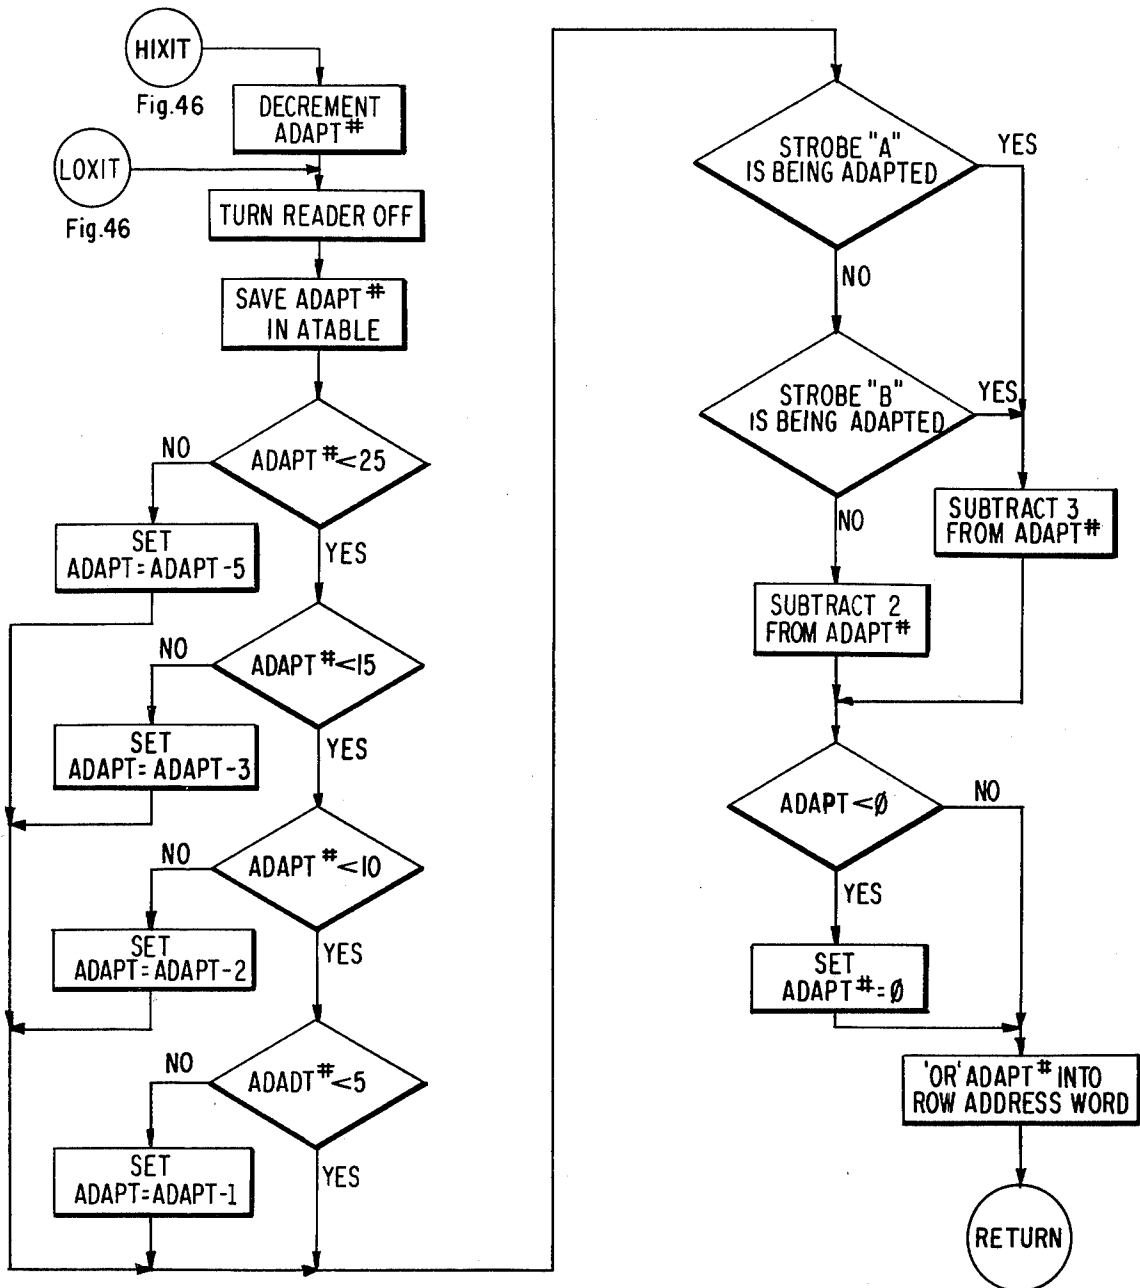 HIXIT
Fig.46
DECREMENT
ADAPT#
LOXIT
Fig.46
TURN READER OFF
SAVE ADAPT#
IN ATABLE
ADAPT#<25
NO
YES
SET
ADAPT=ADAPT-5
ADAPT#<15
NO
YES
SET
ADAPT=ADAPT-3
ADAPT#<10
NO
YES
SET
ADAPT=ADAPT-2
ADADT#<5
NO
YES
SET
ADAPT=ADAPT-1
STROBE "A"
IS BEING ADAPTED
YES
NO
STROBE "B"
IS BEING ADAPTED
YES
NO
SUBTRACT 3
FROM ADAPT#
SUBTRACT 2
FROM ADAPT#
ADAPT<Ø
NO
YES
SET
ADAPT#=Ø
'OR' ADAPT# INTO
ROW ADDRESS WORD
RETURN